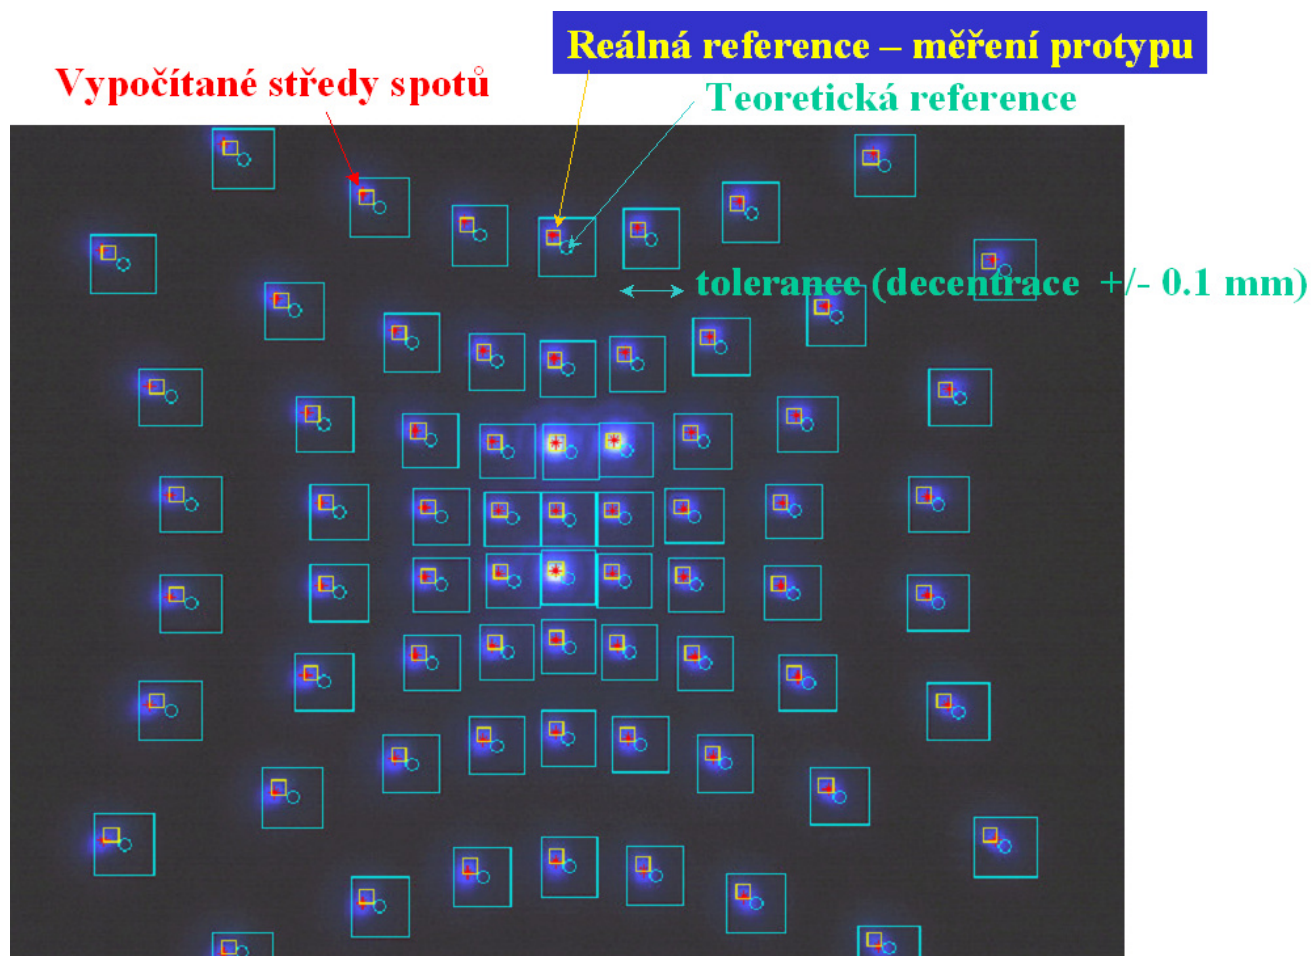 Reálná reference – měření protypu
Vypočítané středy spotů
Teoretická reference
tolerance (decentrace +/- 0.1 mm)